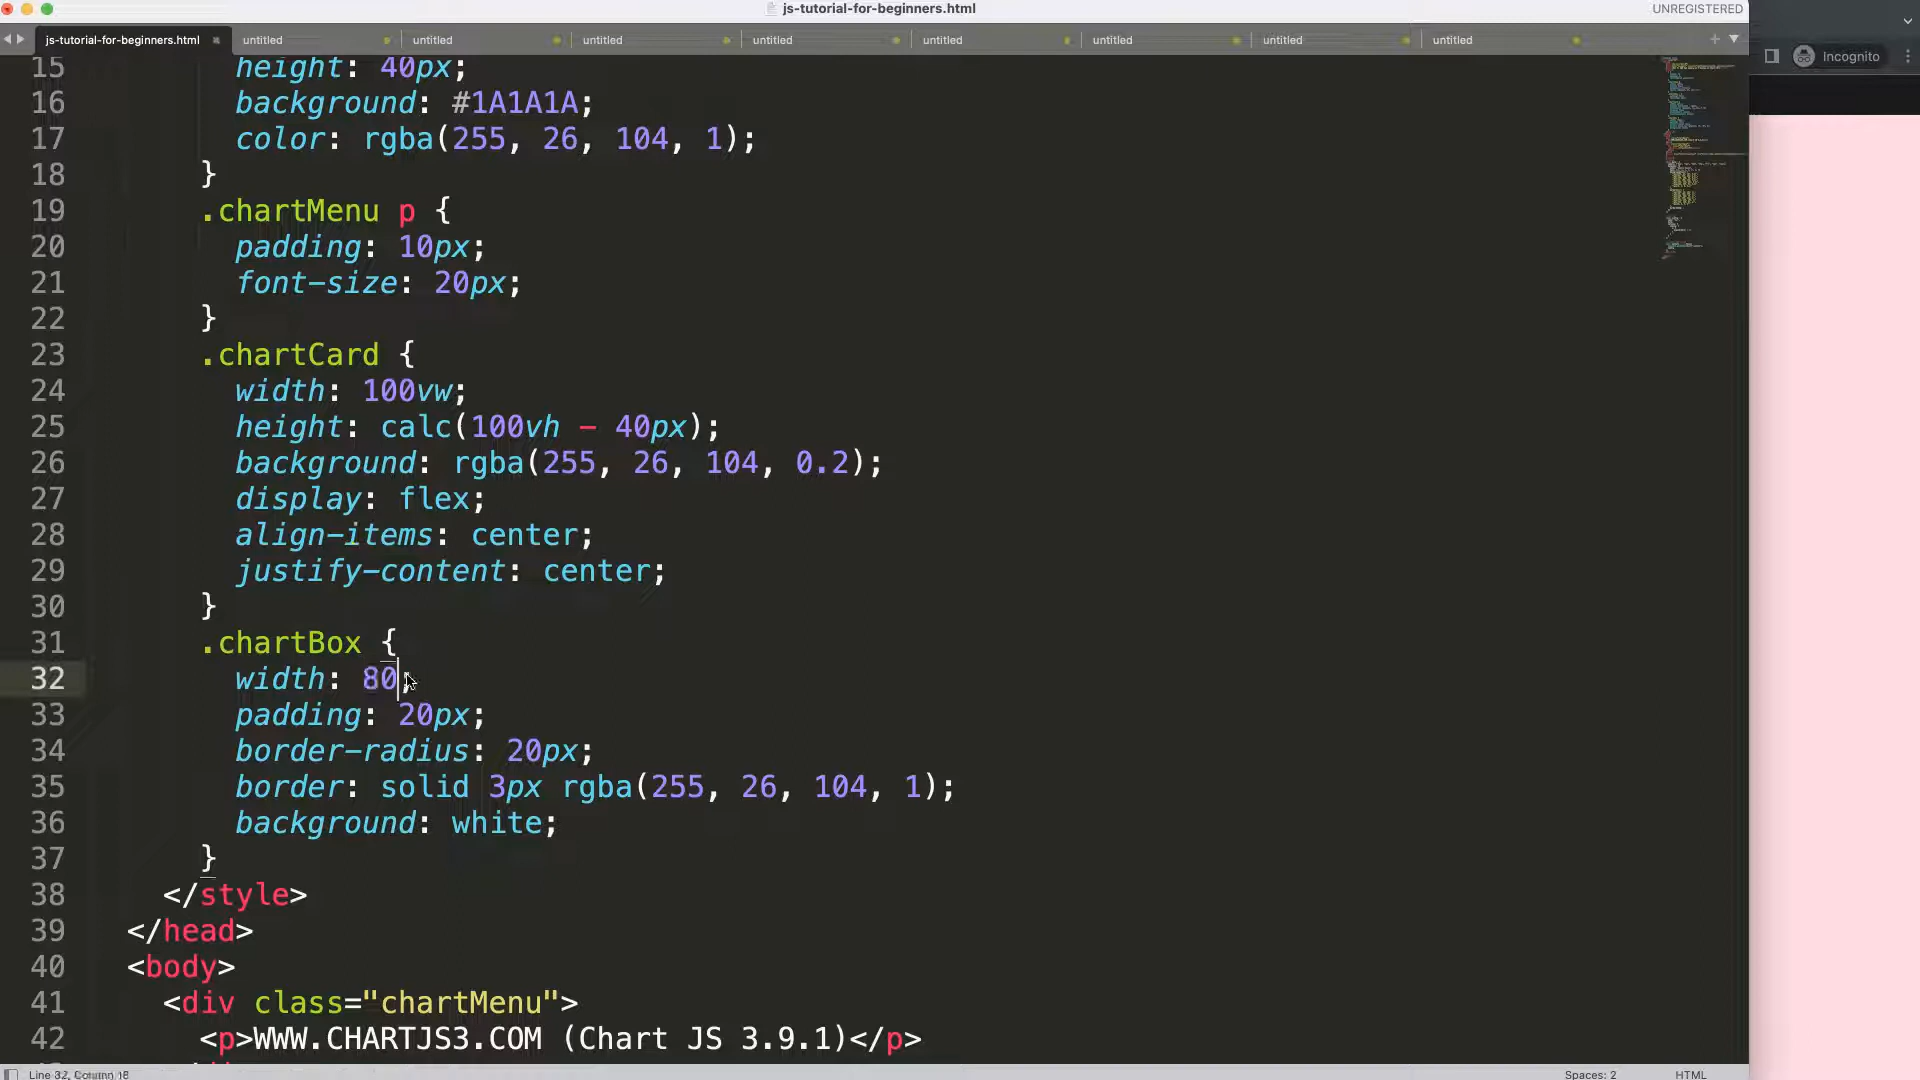 js-tutorial-for-beginners.html
UNREGISTERED
js-tutorial-for-beginners.html untitled untitled untitled untitled untitled untitled untitled untitled
Incognito
15 height: 40px;
16 background: #1A1A1A;
17 color: rgba(255, 26, 104, 1);
18 }
19 .chartMenu p {
20 padding: 10px;
21 font-size: 20px;
22 }
23 .chartCard {
24 width: 100vw;
25 height: calc(100vh - 40px);
26 background: rgba(255, 26, 104, 0.2);
27 display: flex;
28 align-items: center;
29 justify-content: center;
30 }
31 .chartBox {
32 width: 80;
33 padding: 20px;
34 border-radius: 20px;
35 border: solid 3px rgba(255, 26, 104, 1);
36 background: white;
37 }
38 </style>
39 </head>
40 <body>
41 <div class="chartMenu">
42 <p>WWW.CHARTJS3.COM (Chart JS 3.9.1)</p>
Line 32, Column 18
Spaces: 2
HTML